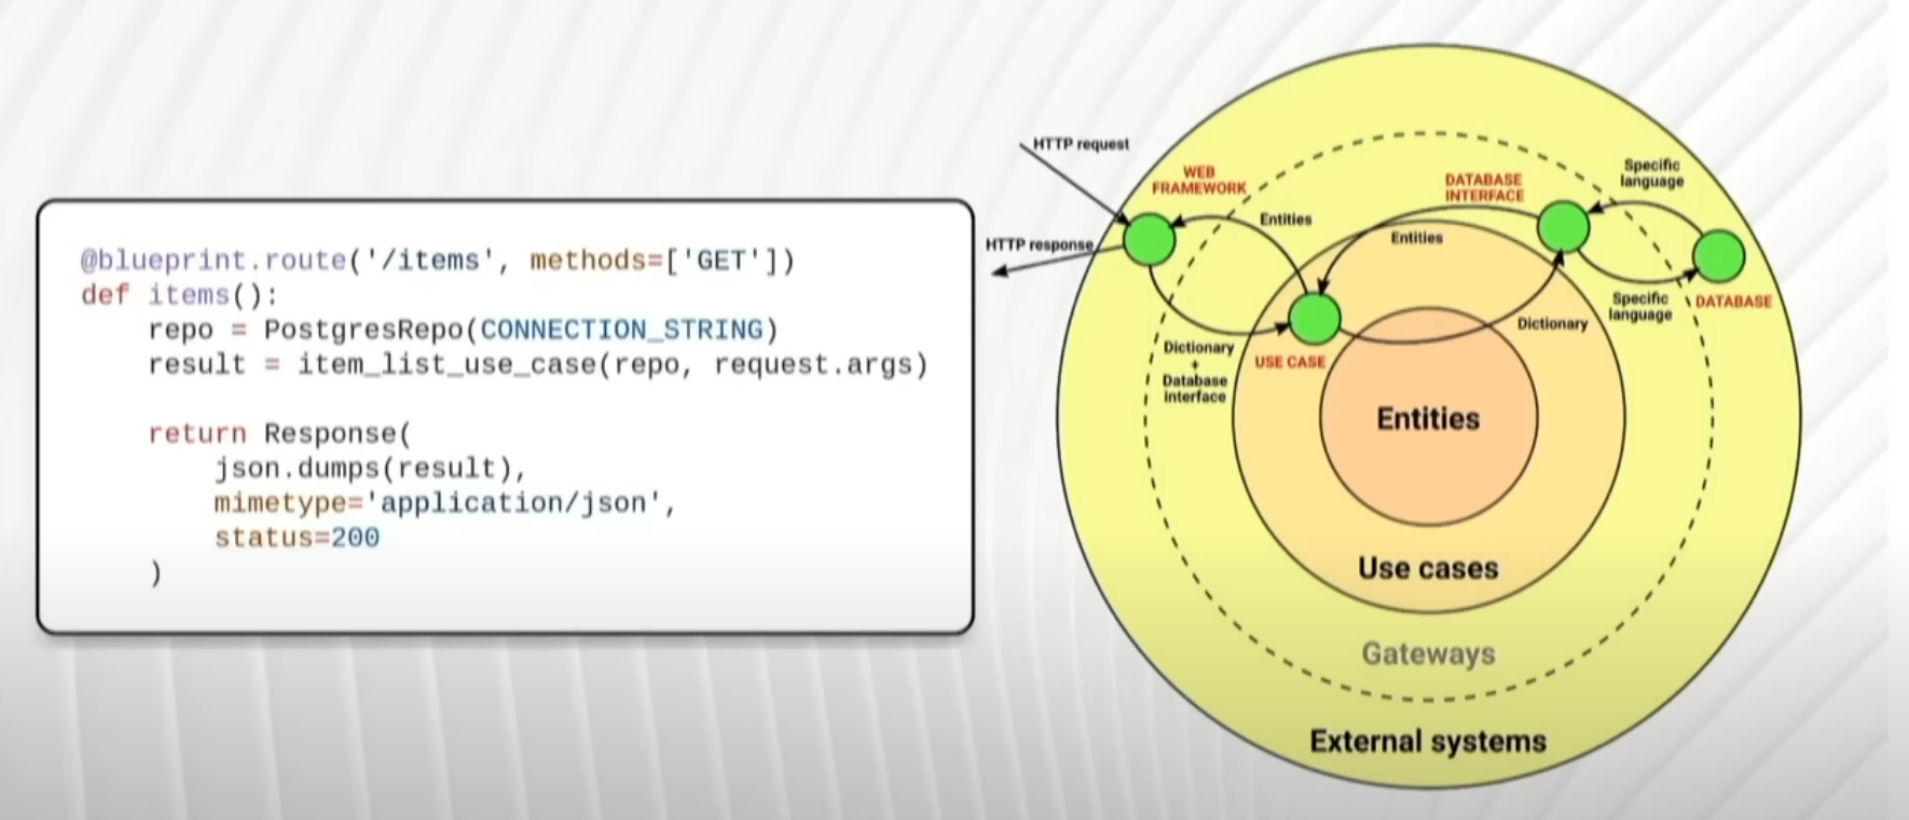 @blueprint.route('/items', methods=['GET'])
def items():
    repo = PostgresRepo(CONNECTION_STRING)
    result = item_list_use_case(repo, request.args)

    return Response(
        json.dumps(result),
        mimetype='application/json',
        status=200
    )
HTTP request
WEB
FRAMEWORK
HTTP response
Entities
DATABASE
INTERFACE
Entities
Specific
language
Specific
language
DATABASE
Dictionary
Dictionary
+
Database
interface
USE CASE
Entities
Use cases
Gateways
External systems